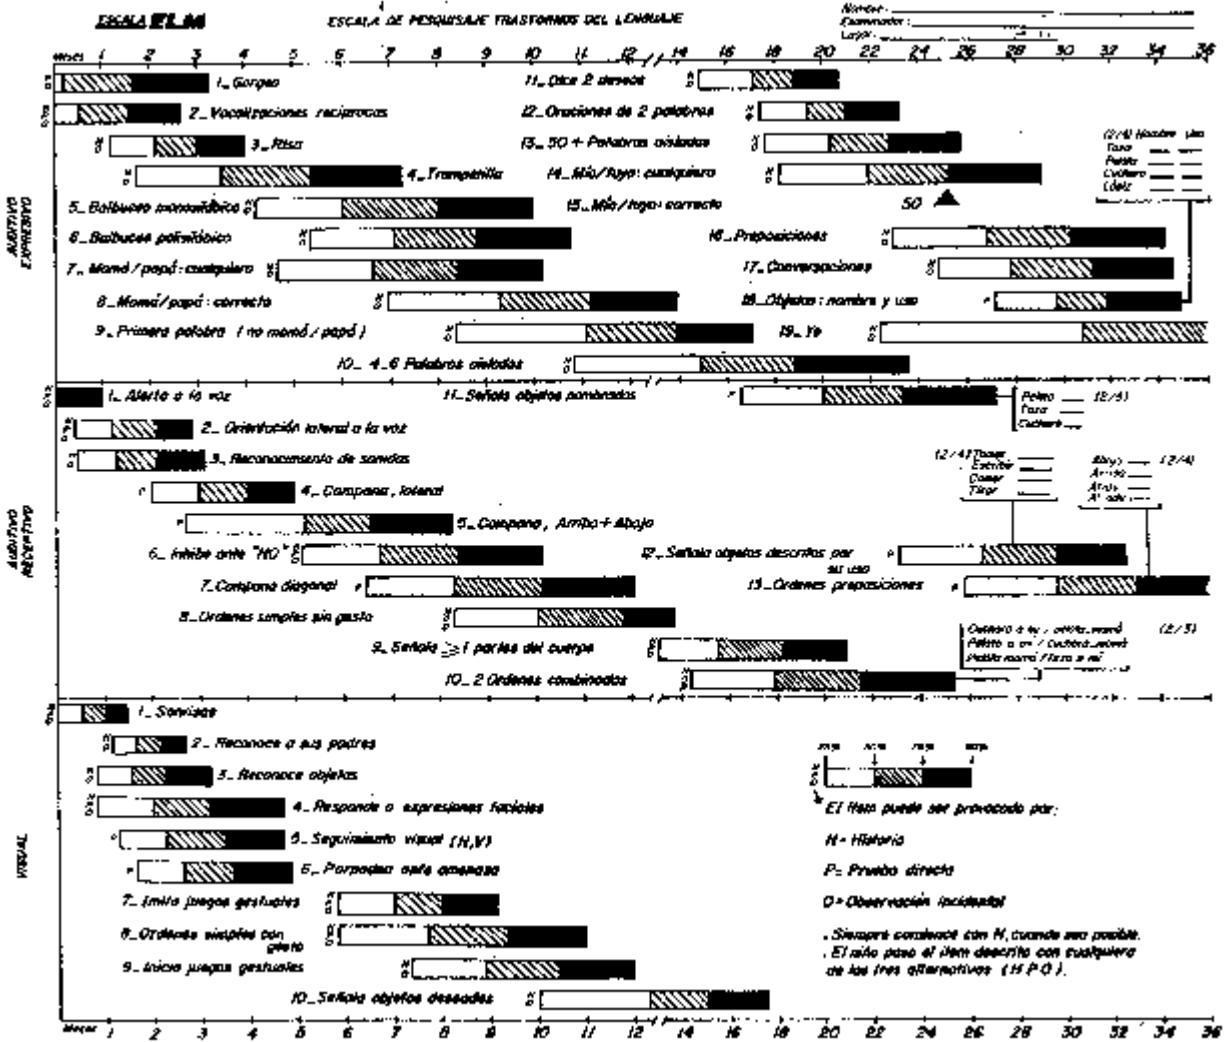 ESCALA ELM
ESCALA DE PESQUISAJE TRASTORNOS DEL LENGUAJE
Nombre:
Examinador:
Meses 1 2 3 4 5 6 7 8 9 10 11 12 14 16 18 20 22 24 26 28 30 32 34 36
AUDITIVO EXPRESIVO
1_ Gorgeo
2_ Vocalizaciones reciprocas
3_ Risa
4_ Trompetilla
5_ Balbuceo monosilábico
6_ Balbuceo polisilábico
7_ Mamá/papá: cualquiera
8_ Mamá/papá: correcto
9_ Primera palabra (no mamá/papá)
10_ 4_6 Palabras aisladas
11_ Dice 2 deseos
12_ Oraciones de 2 palabras
13_ 50 + Palabras aisladas
14_ Mío/tuyo: cualquiera
15_ Mío/tuyo: correcto
50
16_ Preposiciones
17_ Conversaciones
18_ Objetos: nombre y uso
19_ Yo
(2/4) Nombre Uso
Taza
Pelota
Cuchara
Lápiz
AUDITIVO RECEPTIVO
1_ Alerta a la voz
2_ Orientación lateral a la voz
3_ Reconocimiento de sonidos
4_ Campana, lateral
5_ Campana, Arriba + Abajo
6_ Inhibe ante "NO"
7_ Campana diagonal
8_ Ordenes simples sin gesto
9_ Señala ≥ 1 partes del cuerpo
10_ 2 Ordenes combinadas
11_ Señala objetos nombrados
Pelota (2/3)
Taza
Cuchara
12_ Señala objetos descritos por
su uso
13_ Ordenes preposiciones
(2/4) Tomar
Escribir
Comer
Tirar
Abajo (2/4)
Arriba
Atrás
Al lado
(2/3)
VISUAL
1_ Sonrisas
2_ Reconoce a sus padres
3_ Reconoce objetos
4_ Responde a expresiones faciales
5_ Seguimiento visual (H,V)
6_ Parpadea ante amenaza
7_ Imita juegos gestuales
8_ Ordenes simples con
gesto
9_ Inicia juegos gestuales
10_ Señala objetos deseados
El ítem puede ser provocado por:
H= Historia
P= Prueba directa
O= Observación incidental
. Siempre comience con H, cuando sea posible.
. El niño pasa el ítem descrito con cualquiera
de las tres alternativas (H P O).
Meses 1 2 3 4 5 6 7 8 9 10 11 12 14 16 18 20 22 24 26 28 30 32 34 36